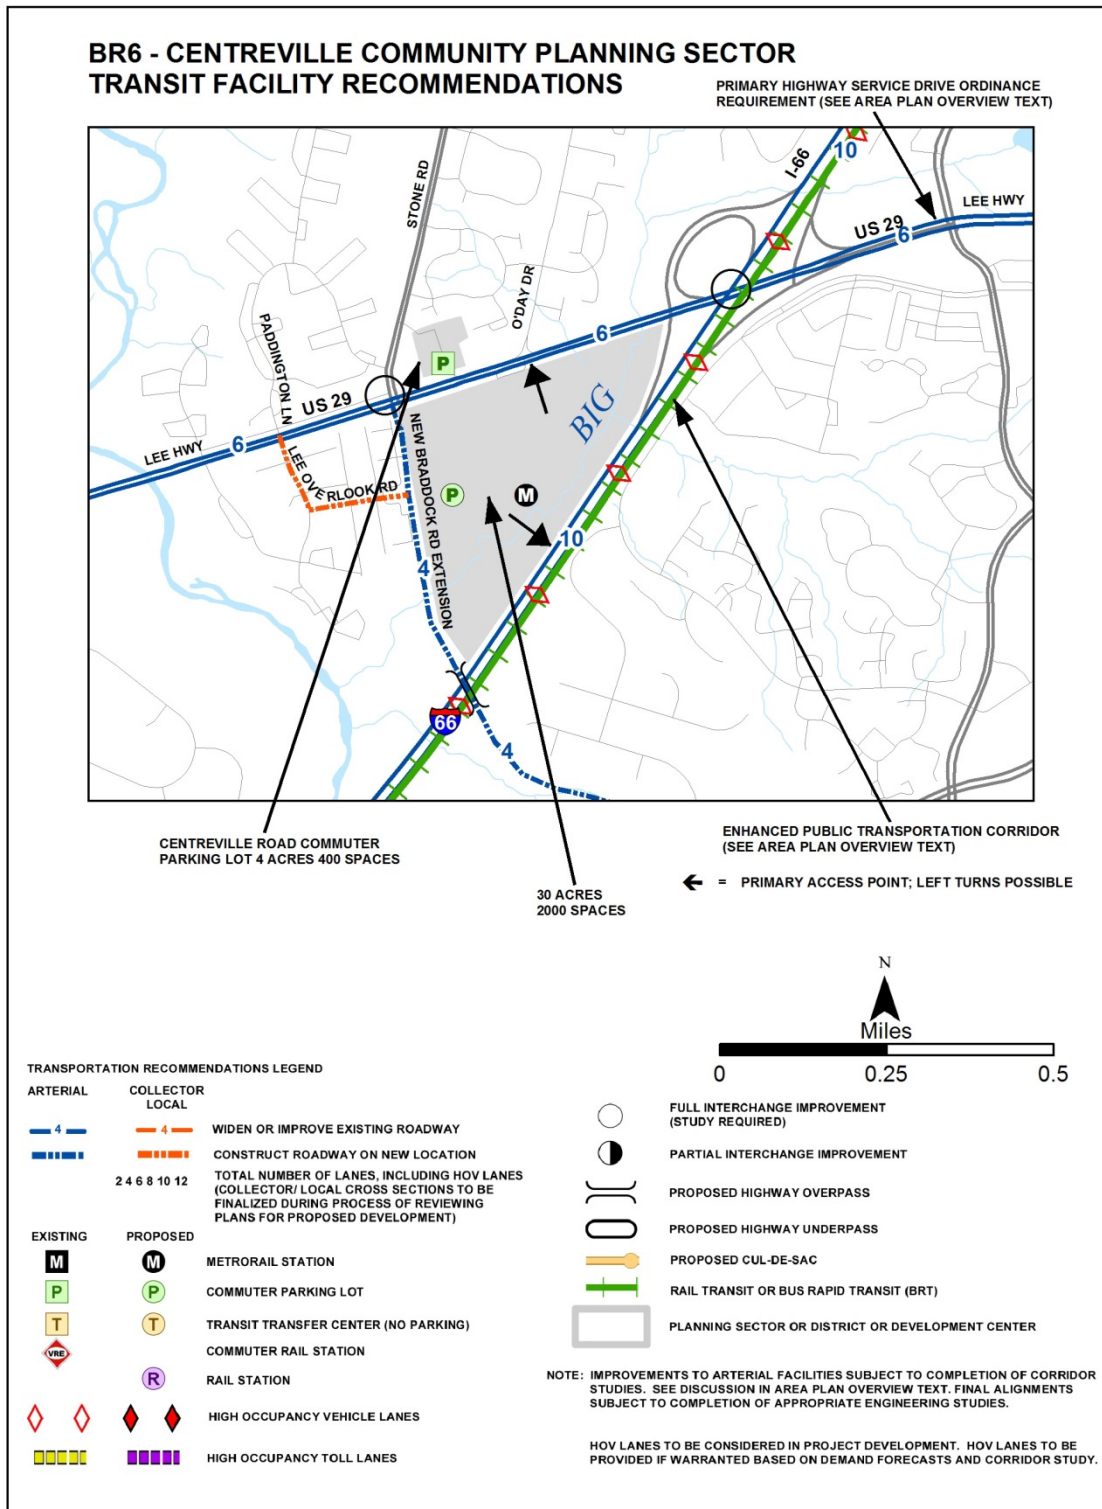 BR6 - CENTREVILLE COMMUNITY PLANNING SECTOR
TRANSIT FACILITY RECOMMENDATIONS
PRIMARY HIGHWAY SERVICE DRIVE ORDINANCE
REQUIREMENT (SEE AREA PLAN OVERVIEW TEXT)
10
I-66
STONE RD
LEE HWY
US 29
6
O'DAY DR
PADDINGTON LN
6
P
BIG
US 29
NEW BRADDOCK RD EXTENSION
LEE HWY
6
LEE OVERLOOK RD
P
M
10
4
66
4
CENTREVILLE ROAD COMMUTER
PARKING LOT 4 ACRES 400 SPACES
30 ACRES
2000 SPACES
ENHANCED PUBLIC TRANSPORTATION CORRIDOR
(SEE AREA PLAN OVERVIEW TEXT)
= PRIMARY ACCESS POINT; LEFT TURNS POSSIBLE
N
Miles
0 0.25 0.5
TRANSPORTATION RECOMMENDATIONS LEGEND
ARTERIAL COLLECTOR
LOCAL
4 4 WIDEN OR IMPROVE EXISTING ROADWAY
CONSTRUCT ROADWAY ON NEW LOCATION
2 4 6 8 10 12 TOTAL NUMBER OF LANES, INCLUDING HOV LANES
(COLLECTOR/ LOCAL CROSS SECTIONS TO BE
FINALIZED DURING PROCESS OF REVIEWING
PLANS FOR PROPOSED DEVELOPMENT)
EXISTING PROPOSED
M M METRORAIL STATION
P P COMMUTER PARKING LOT
T T TRANSIT TRANSFER CENTER (NO PARKING)
VRE COMMUTER RAIL STATION
R RAIL STATION
HIGH OCCUPANCY VEHICLE LANES
HIGH OCCUPANCY TOLL LANES
FULL INTERCHANGE IMPROVEMENT
(STUDY REQUIRED)
PARTIAL INTERCHANGE IMPROVEMENT
PROPOSED HIGHWAY OVERPASS
PROPOSED HIGHWAY UNDERPASS
PROPOSED CUL-DE-SAC
RAIL TRANSIT OR BUS RAPID TRANSIT (BRT)
PLANNING SECTOR OR DISTRICT OR DEVELOPMENT CENTER
NOTE: IMPROVEMENTS TO ARTERIAL FACILITIES SUBJECT TO COMPLETION OF CORRIDOR
STUDIES. SEE DISCUSSION IN AREA PLAN OVERVIEW TEXT. FINAL ALIGNMENTS
SUBJECT TO COMPLETION OF APPROPRIATE ENGINEERING STUDIES.
HOV LANES TO BE CONSIDERED IN PROJECT DEVELOPMENT. HOV LANES TO BE
PROVIDED IF WARRANTED BASED ON DEMAND FORECASTS AND CORRIDOR STUDY.